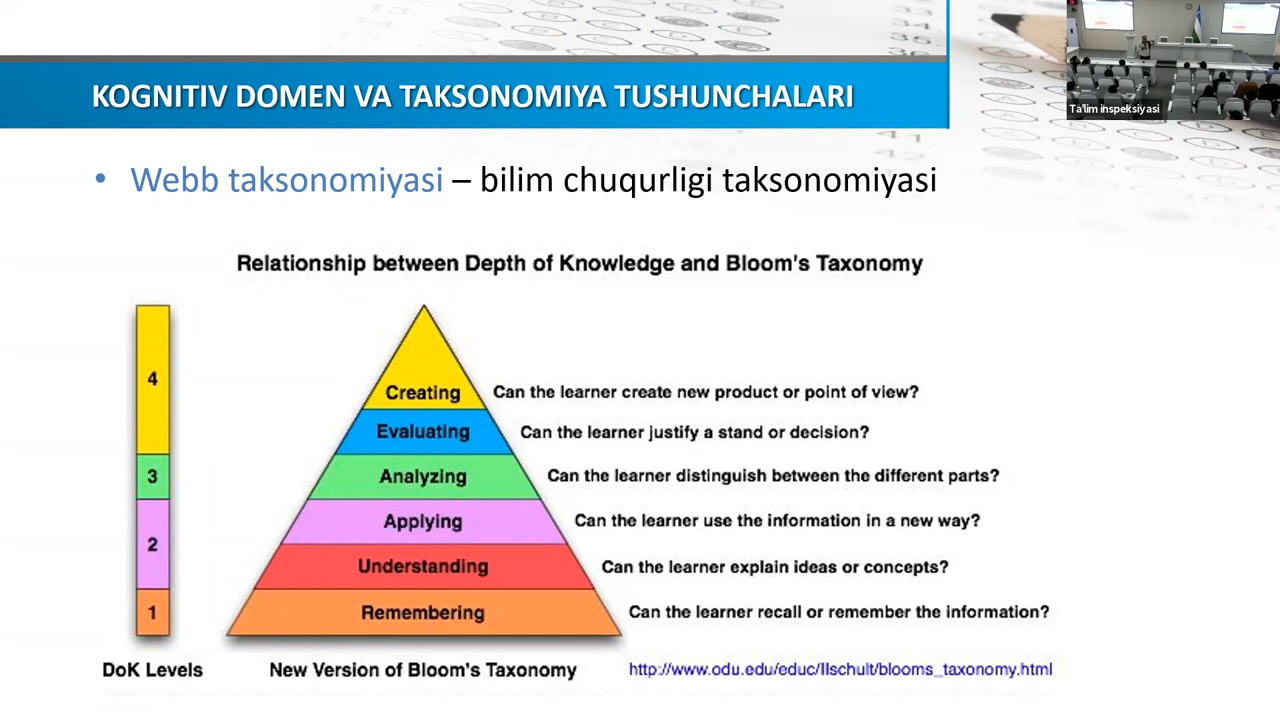 KOGNITIV DOMEN VA TAKSONOMIYA TUSHUNCHALARI
Ta'lim inspeksiyasi
• Webb taksonomiyasi – bilim chuqurligi taksonomiyasi
Relationship between Depth of Knowledge and Bloom's Taxonomy
4
Creating Can the learner create new product or point of view?
Evaluating Can the learner justify a stand or decision?
3 Analyzing Can the learner distinguish between the different parts?
Applying Can the learner use the information in a new way?
2
Understanding Can the learner explain ideas or concepts?
1 Remembering Can the learner recall or remember the information?
DoK Levels New Version of Bloom's Taxonomy http://www.odu.edu/educ/llschult/blooms_taxonomy.html